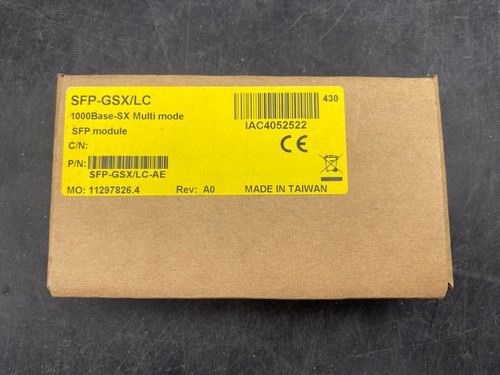 SFP-GSX/LC
430
1000Base-SX Multi mode
IAC4052522
SFP module
C/N:
CE
P/N:
SFP-GSX/LC-AE
MO: 11297826.4 Rev: A0 MADE IN TAIWAN